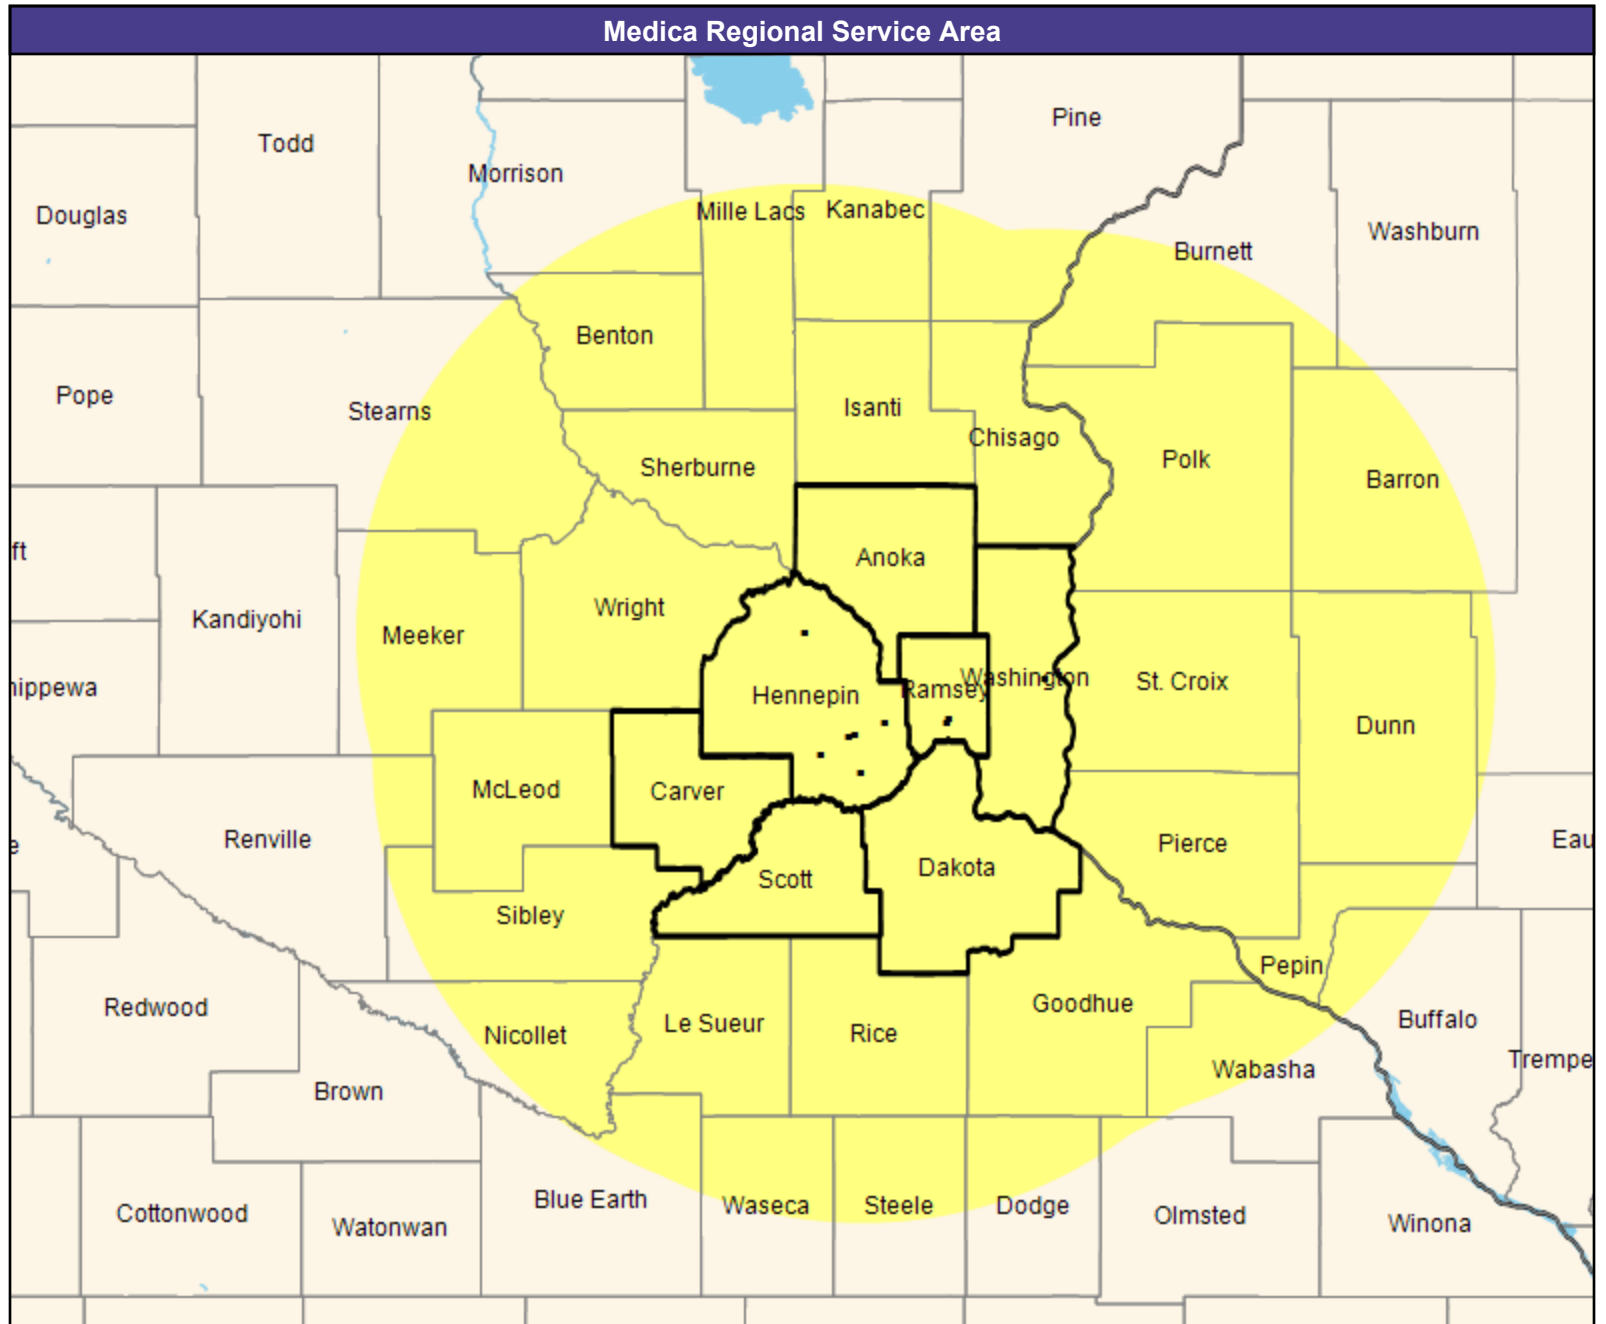 Medica Regional Service Area
Pine
Todd
Morrison
Mille Lacs
Kanabec
Douglas
Washburn
Burnett
Benton
Pope
Stearns
Isanti
Chisago
Sherburne
Polk
Barron
ft
Anoka
Kandiyohi
Meeker
Wright
hippewa
Hennepin
Ramsey
Washington
St. Croix
Dunn
McLeod
Carver
Renville
e
Pierce
Eau
Scott
Dakota
Sibley
Pepin
Redwood
Nicollet
Le Sueur
Rice
Goodhue
Buffalo
Trempe
Brown
Wabasha
Cottonwood
Watonwan
Blue Earth
Waseca
Steele
Dodge
Olmsted
Winona